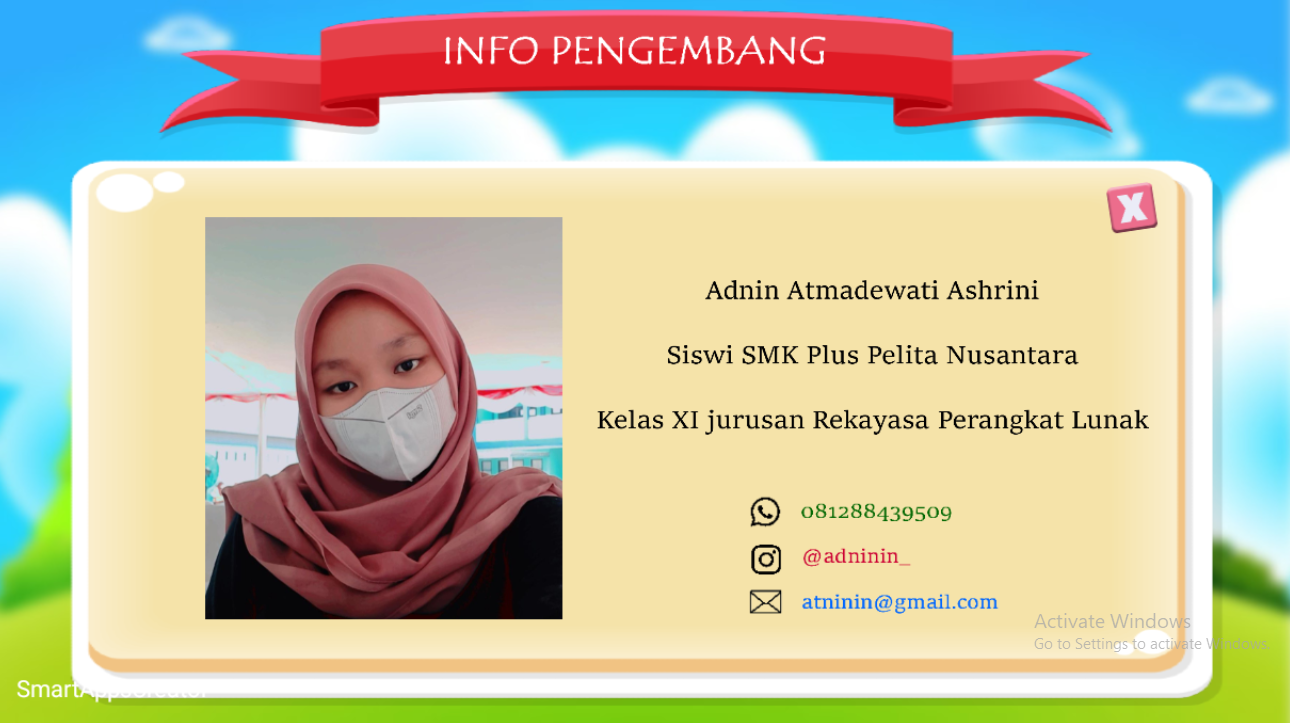 INFO PENGEMBANG
X
Adnin Atmadewati Ashrini
Siswi SMK Plus Pelita Nusantara
Kelas XI jurusan Rekayasa Perangkat Lunak
081288439509
@adninin_
atninin@gmail.com
Activate Windows
Go to Settings to activate Windows.
SmartAppsCreator